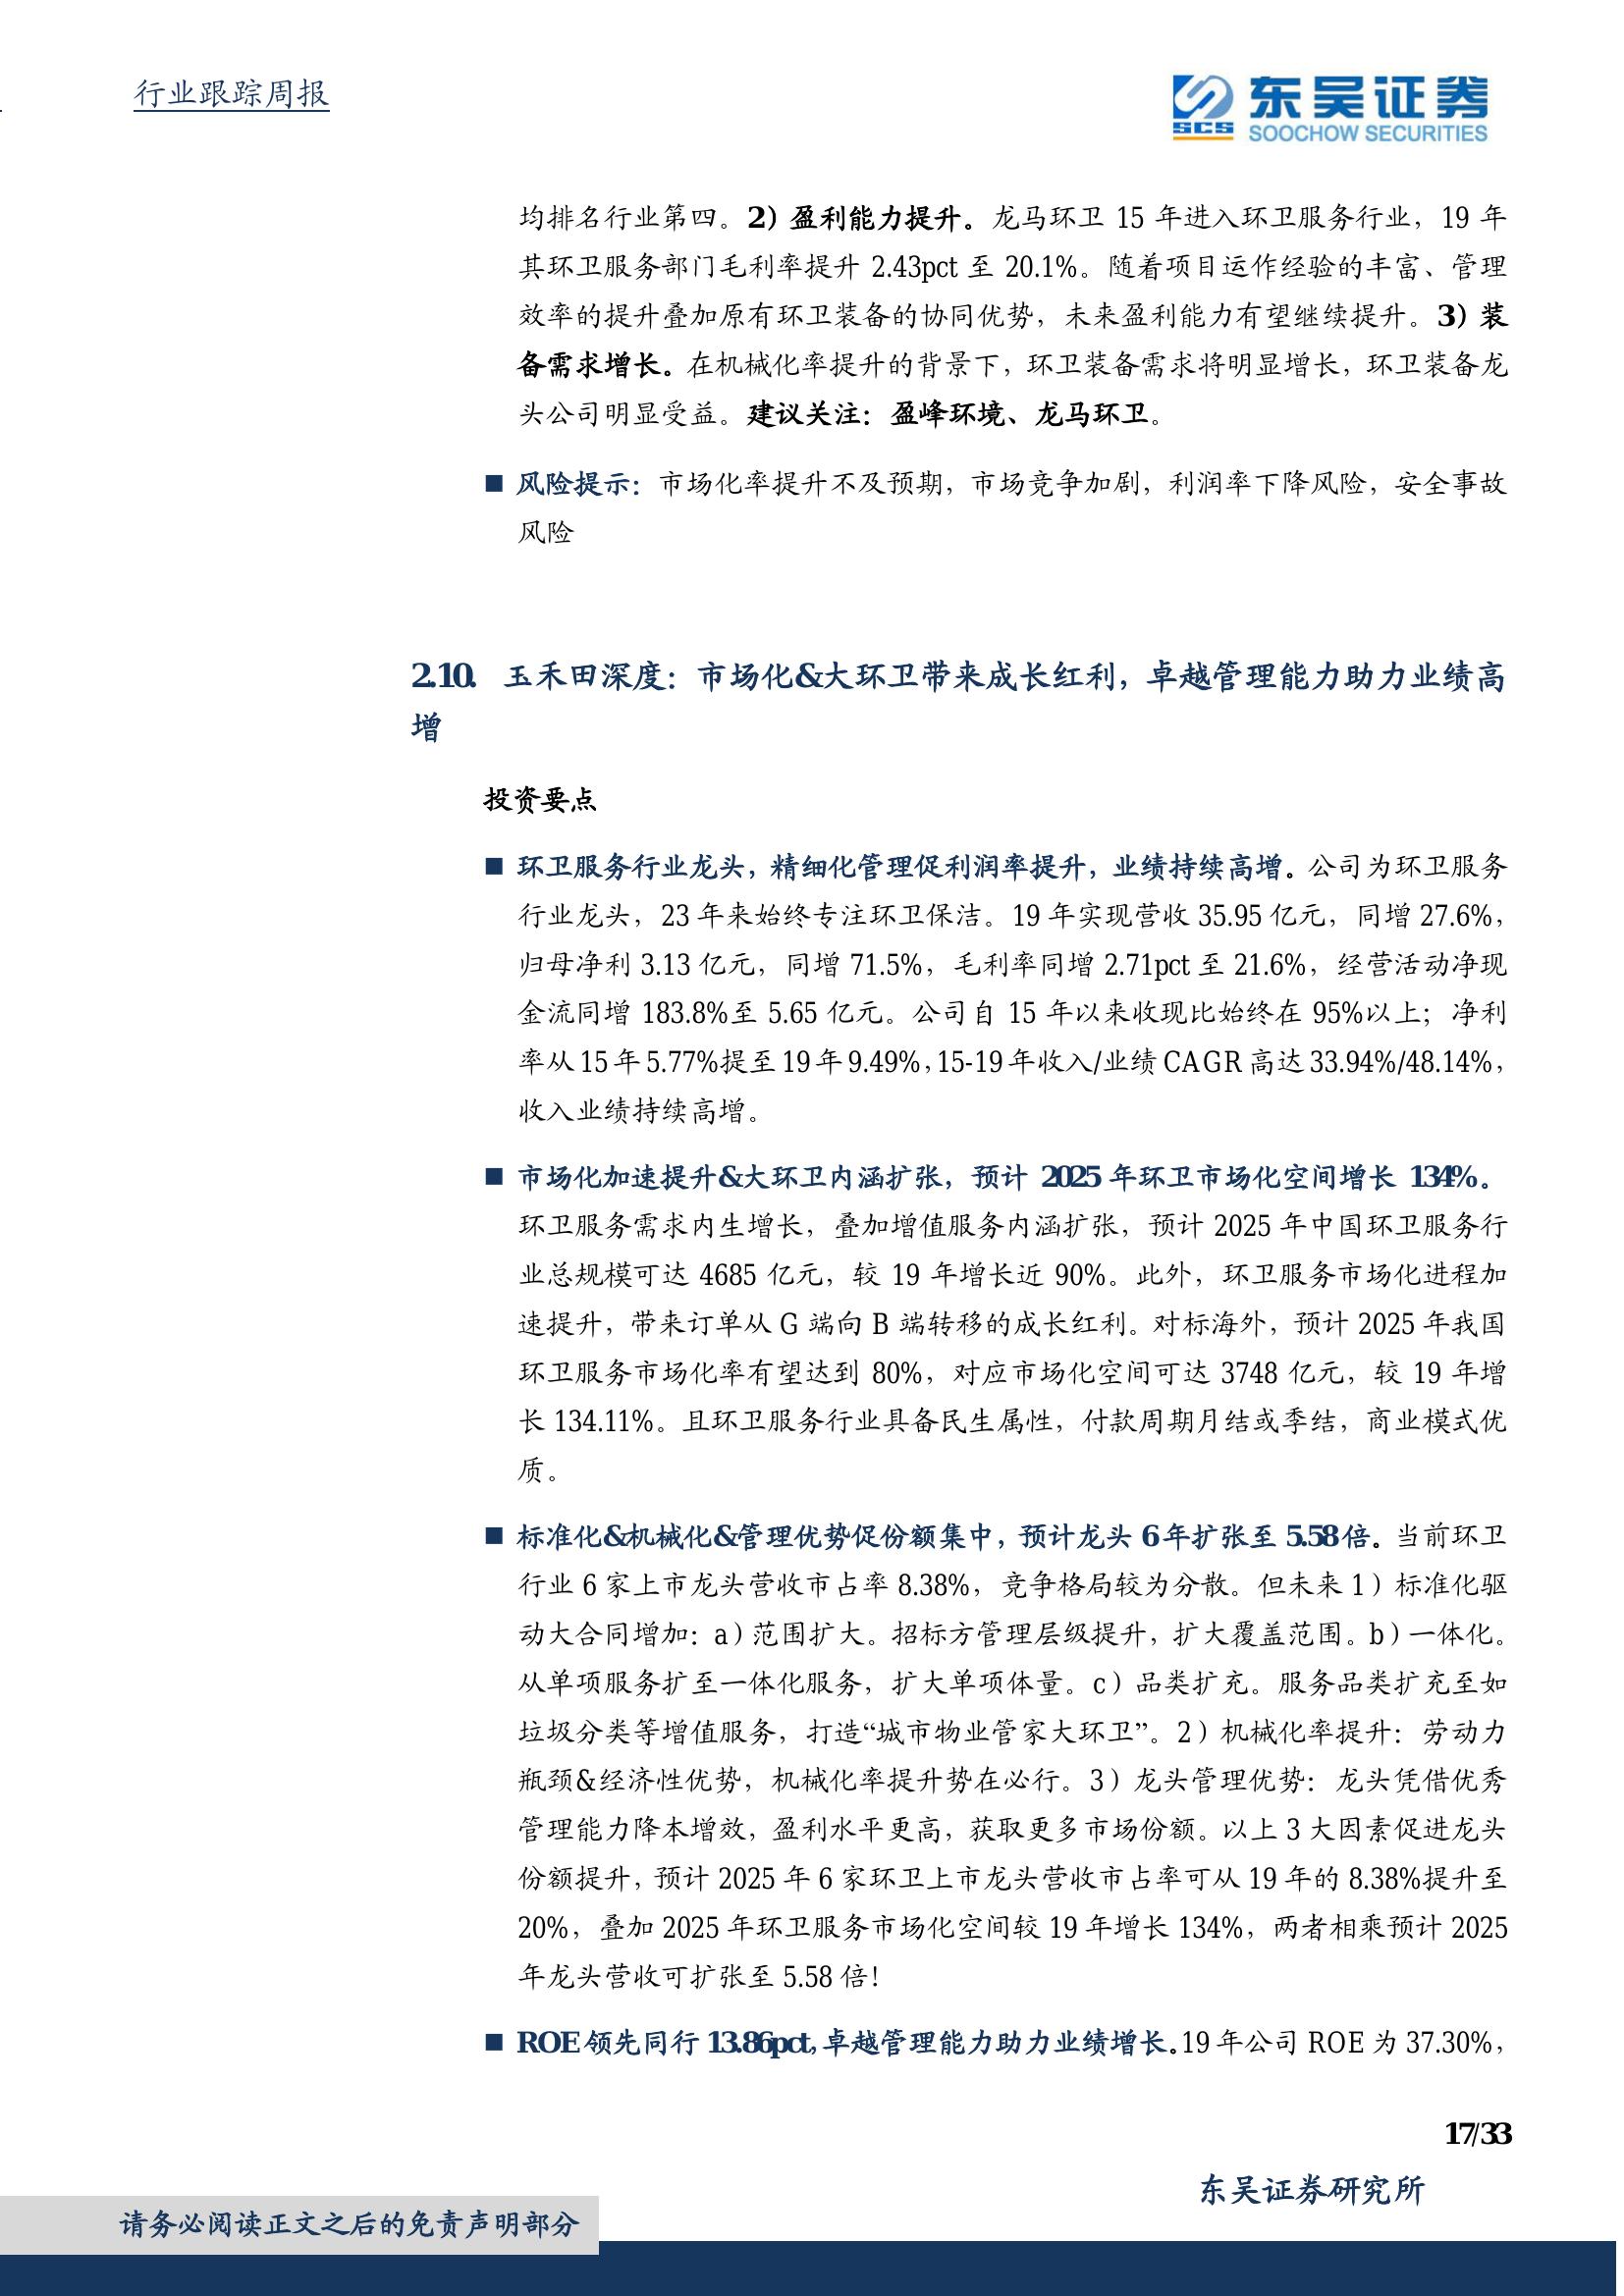 行业跟踪周报
SCS
东吴证券
SOOCHOW SECURITIES
均排名行业第四。2）盈利能力提升。龙马环卫 15 年进入环卫服务行业，19 年
其环卫服务部门毛利率提升 2.43pct 至 20.1%。随着项目运作经验的丰富、管理
效率的提升叠加原有环卫装备的协同优势，未来盈利能力有望继续提升。3）装
备需求增长。在机械化率提升的背景下，环卫装备需求将明显增长，环卫装备龙
头公司明显受益。建议关注：盈峰环境、龙马环卫。
■ 风险提示：市场化率提升不及预期，市场竞争加剧，利润率下降风险，安全事故
风险
2.10. 玉禾田深度：市场化&大环卫带来成长红利，卓越管理能力助力业绩高
增
投资要点
■ 环卫服务行业龙头，精细化管理促利润率提升，业绩持续高增。公司为环卫服务
行业龙头，23 年来始终专注环卫保洁。19 年实现营收 35.95 亿元，同增 27.6%，
归母净利 3.13 亿元，同增 71.5%，毛利率同增 2.71pct 至 21.6%，经营活动净现
金流同增 183.8%至 5.65 亿元。公司自 15 年以来收现比始终在 95%以上；净利
率从 15 年 5.77%提至 19 年 9.49%，15-19 年收入/业绩 CAGR 高达 33.94%/48.14%，
收入业绩持续高增。
■ 市场化加速提升&大环卫内涵扩张，预计 2025 年环卫市场化空间增长 134%。
环卫服务需求内生增长，叠加增值服务内涵扩张，预计 2025 年中国环卫服务行
业总规模可达 4685 亿元，较 19 年增长近 90%。此外，环卫服务市场化进程加
速提升，带来订单从 G 端向 B 端转移的成长红利。对标海外，预计 2025 年我国
环卫服务市场化率有望达到 80%，对应市场化空间可达 3748 亿元，较 19 年增
长 134.11%。且环卫服务行业具备民生属性，付款周期月结或季结，商业模式优
质。
■ 标准化&机械化&管理优势促份额集中，预计龙头 6 年扩张至 5.58 倍。当前环卫
行业 6 家上市龙头营收市占率 8.38%，竞争格局较为分散。但未来 1）标准化驱
动大合同增加：a）范围扩大。招标方管理层级提升，扩大覆盖范围。b）一体化。
从单项服务扩至一体化服务，扩大单项体量。c）品类扩充。服务品类扩充至如
垃圾分类等增值服务，打造“城市物业管家大环卫”。2）机械化率提升：劳动力
瓶颈&经济性优势，机械化率提升势在必行。3）龙头管理优势：龙头凭借优秀
管理能力降本增效，盈利水平更高，获取更多市场份额。以上 3 大因素促进龙头
份额提升，预计 2025 年 6 家环卫上市龙头营收市占率可从 19 年的 8.38%提升至
20%，叠加 2025 年环卫服务市场化空间较 19 年增长 134%，两者相乘预计 2025
年龙头营收可扩张至 5.58 倍！
■ ROE 领先同行 13.86pct，卓越管理能力助力业绩增长。19 年公司 ROE 为 37.30%，
17/33
东吴证券研究所
请务必阅读正文之后的免责声明部分